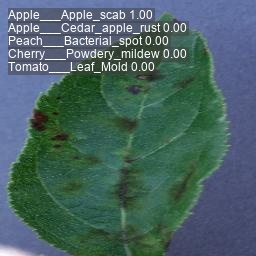 Apple___Apple_scab 1.00
Apple___Cedar_apple_rust 0.00
Peach___Bacterial_spot 0.00
Cherry___Powdery_mildew 0.00
Tomato___Leaf_Mold 0.00